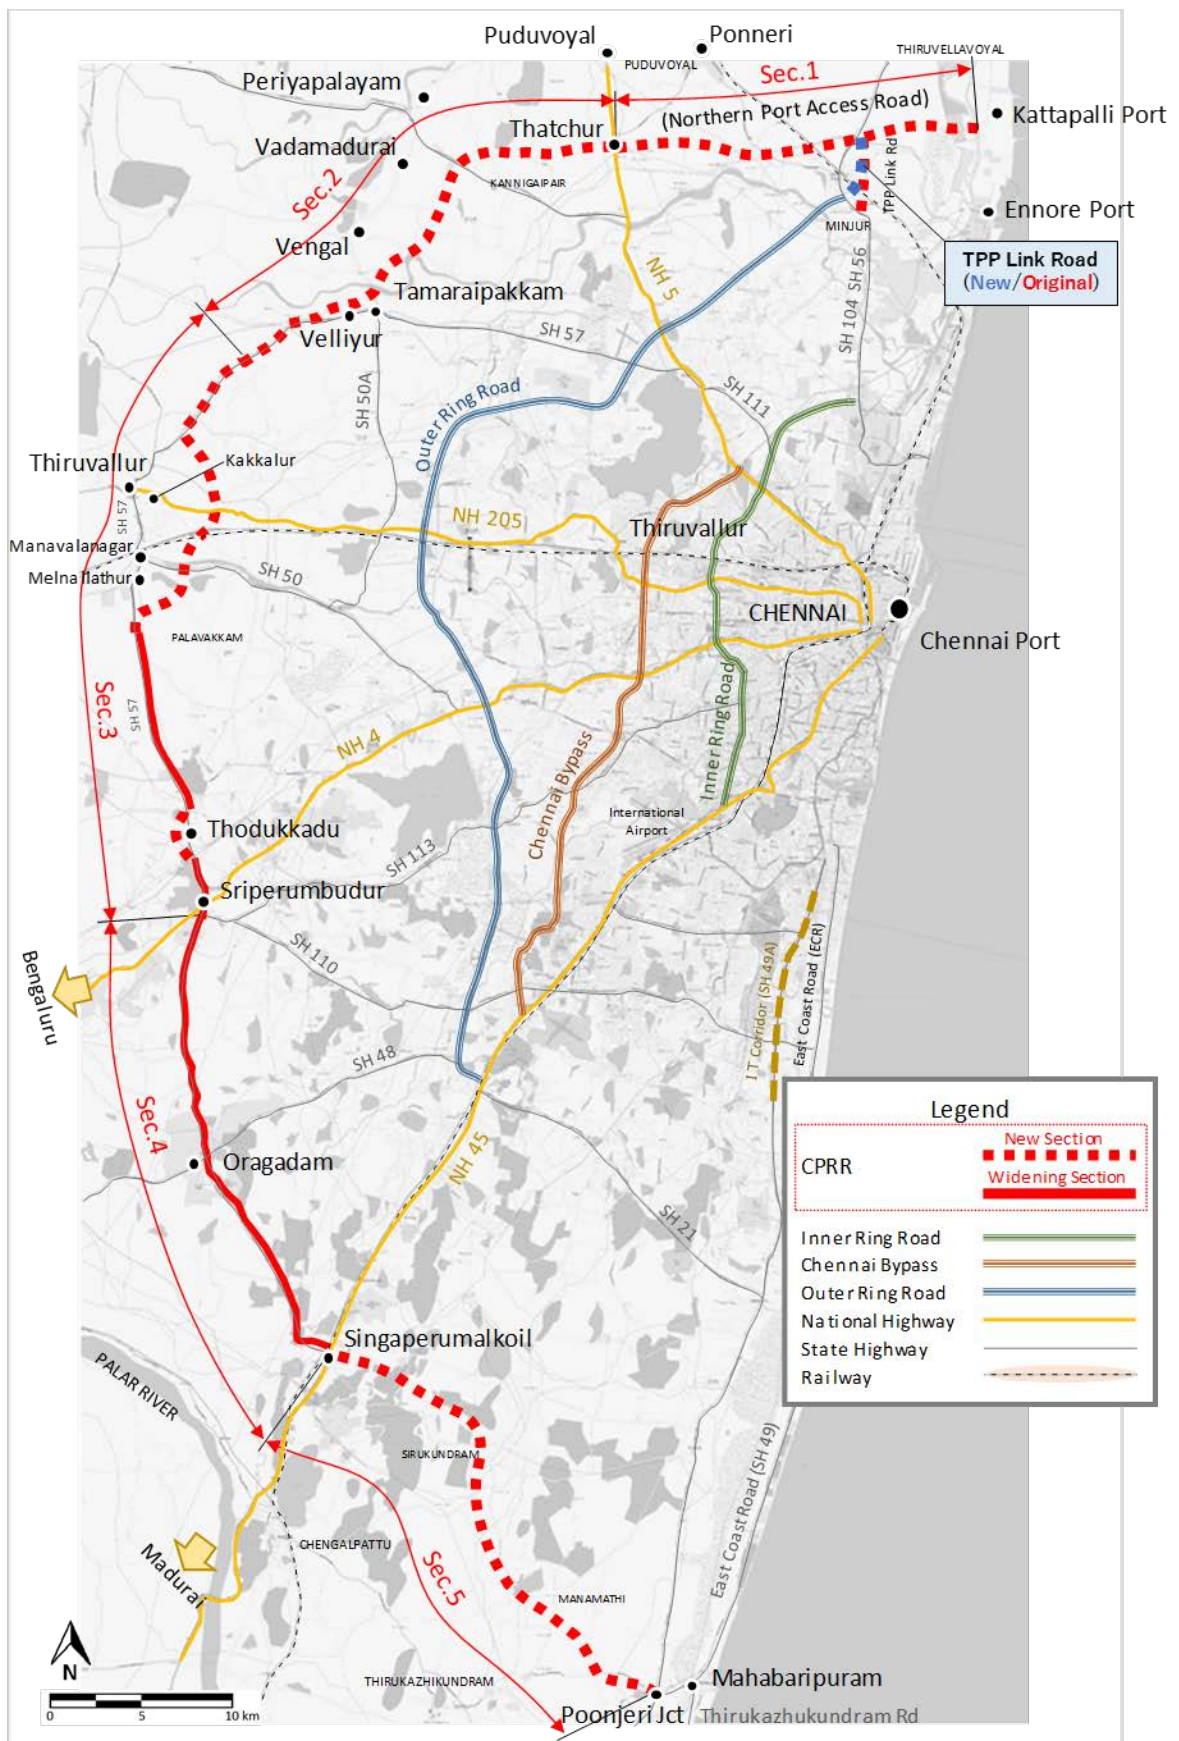 Puduvoyal
Ponneri
THIRUVELLAVOYAL
PUDUVOYAL
Sec.1
Periyapalayam
(Northern Port Access Road)
Kattapalli Port
Thatchur
Vadamadurai
TPP Link Rd
KANNIGAIPAIR
Sec.2
Ennore Port
MINJUR
Vengal
TPP Link Road
(New/Original)
NH 5
SH 56
Tamaraipakkam
SH 104
Velliyur
SH 57
SH 50A
SH 111
Outer Ring Road
Thiruvallur
Kakkalur
SH 57
NH 205
Thiruvallur
Manavalanagar
Melnallathur
SH 50
CHENNAI
PALAVAKKAM
Chennai Port
Sec.3
SH 57
Inner Ring Road
NH 4
Chennai Bypass
International
Airport
Thodukkadu
SH 113
Sriperumbudur
SH 110
Bengaluru
I T Corridor (SH 49A)
East Coast Road (ECR)
SH 48
Sec.4
Oragadam
NH 45
SH 21
Legend
CPRR
New Section
Widening Section
Inner Ring Road
Chennai Bypass
Outer Ring Road
National Highway
State Highway
Railway
Singaperumalkoil
PALAR RIVER
SIRUKUNDRAM
East Coast Road (SH 49)
CHENGALPATTU
Madurai
Sec.5
MANAMATHI
N
THIRUKAZHIKUNDRAM
Mahabaripuram
Poonjeri Jct
Thirukazhukundram Rd
0 5 10 km